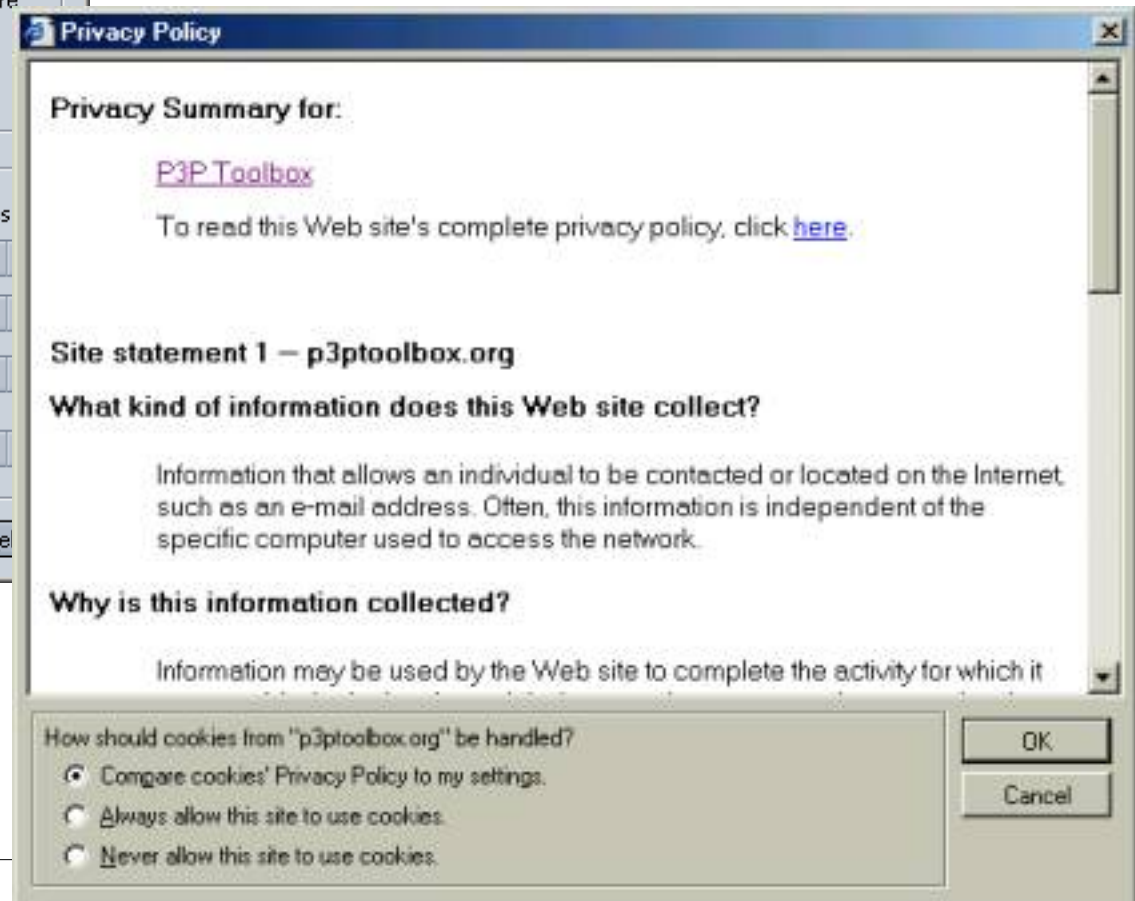 re
Privacy Policy
Privacy Summary for:
P3P Toolbox
To read this Web site's complete privacy policy, click here.
s
Site statement 1 – p3ptoolbox.org
What kind of information does this Web site collect?
Information that allows an individual to be contacted or located on the Internet,
such as an e-mail address. Often, this information is independent of the
specific computer used to access the network.
el
Why is this information collected?
Information may be used by the Web site to complete the activity for which it
How should cookies from "p3ptoolbox.org" be handled?
OK
Compare cookies' Privacy Policy to my settings.
Cancel
Always allow this site to use cookies.
Never allow this site to use cookies.